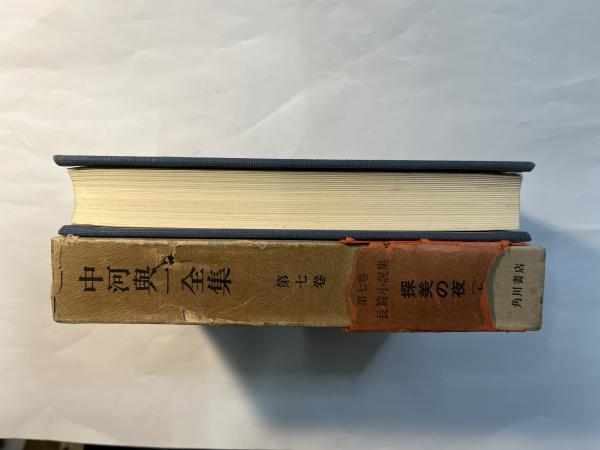 中河與一全集
第七巻
第七巻
長篇小説集
探美の夜(上)
角川書店